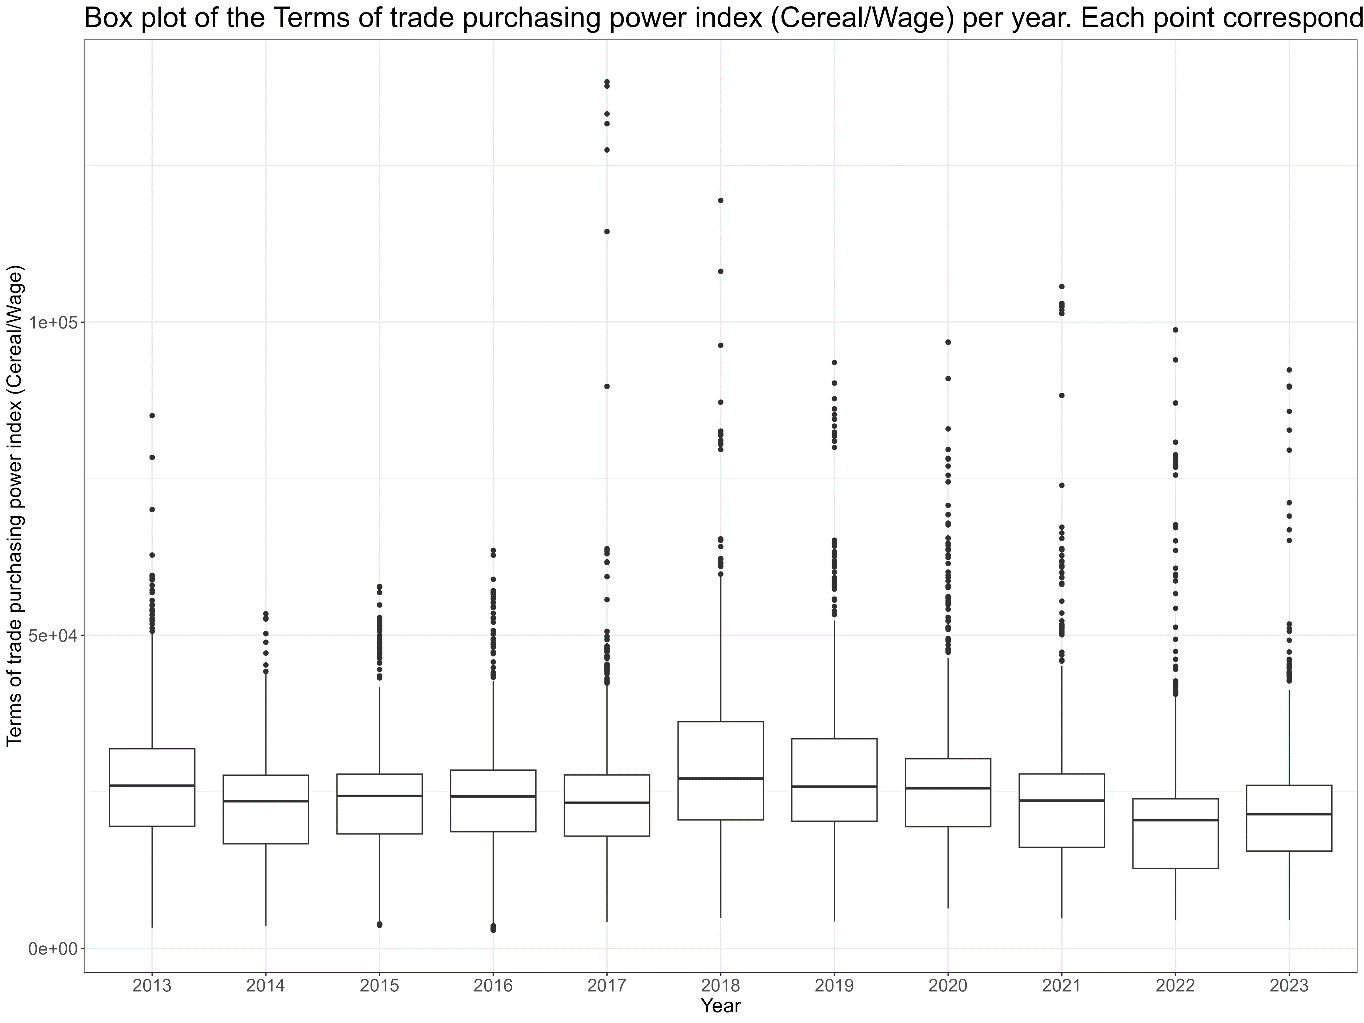 Box plot of the Terms of trade purchasing power index (Cereal/Wage) per year. Each point correspond
Terms of trade purchasing power index (Cereal/Wage)
1e+05
5e+04
0e+00
2013 2014 2015 2016 2017 2018 2019 2020 2021 2022 2023
Year